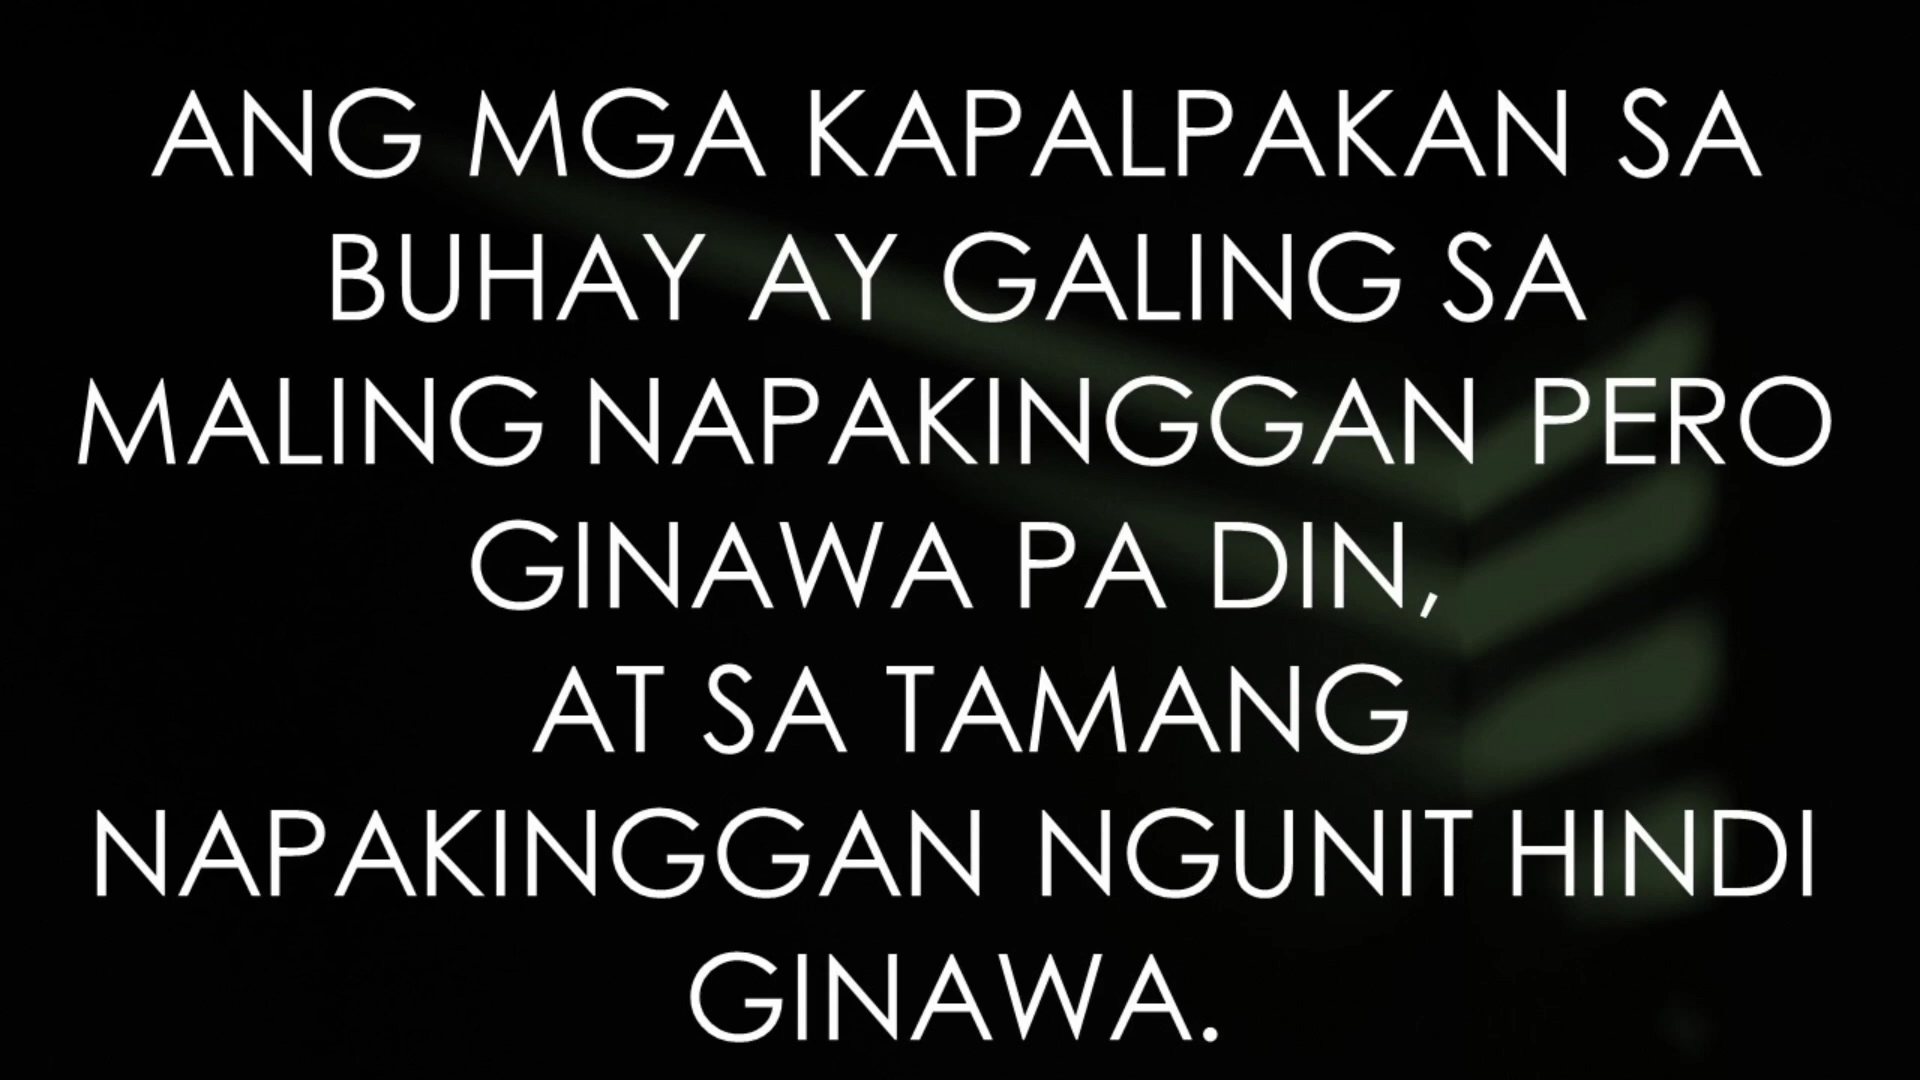 ANG MGA KAPALPAKAN SA
BUHAY AY GALING SA
MALING NAPAKINGGAN PERO
GINAWA PA DIN,
AT SA TAMANG
NAPAKINGGAN NGUNIT HINDI
GINAWA.